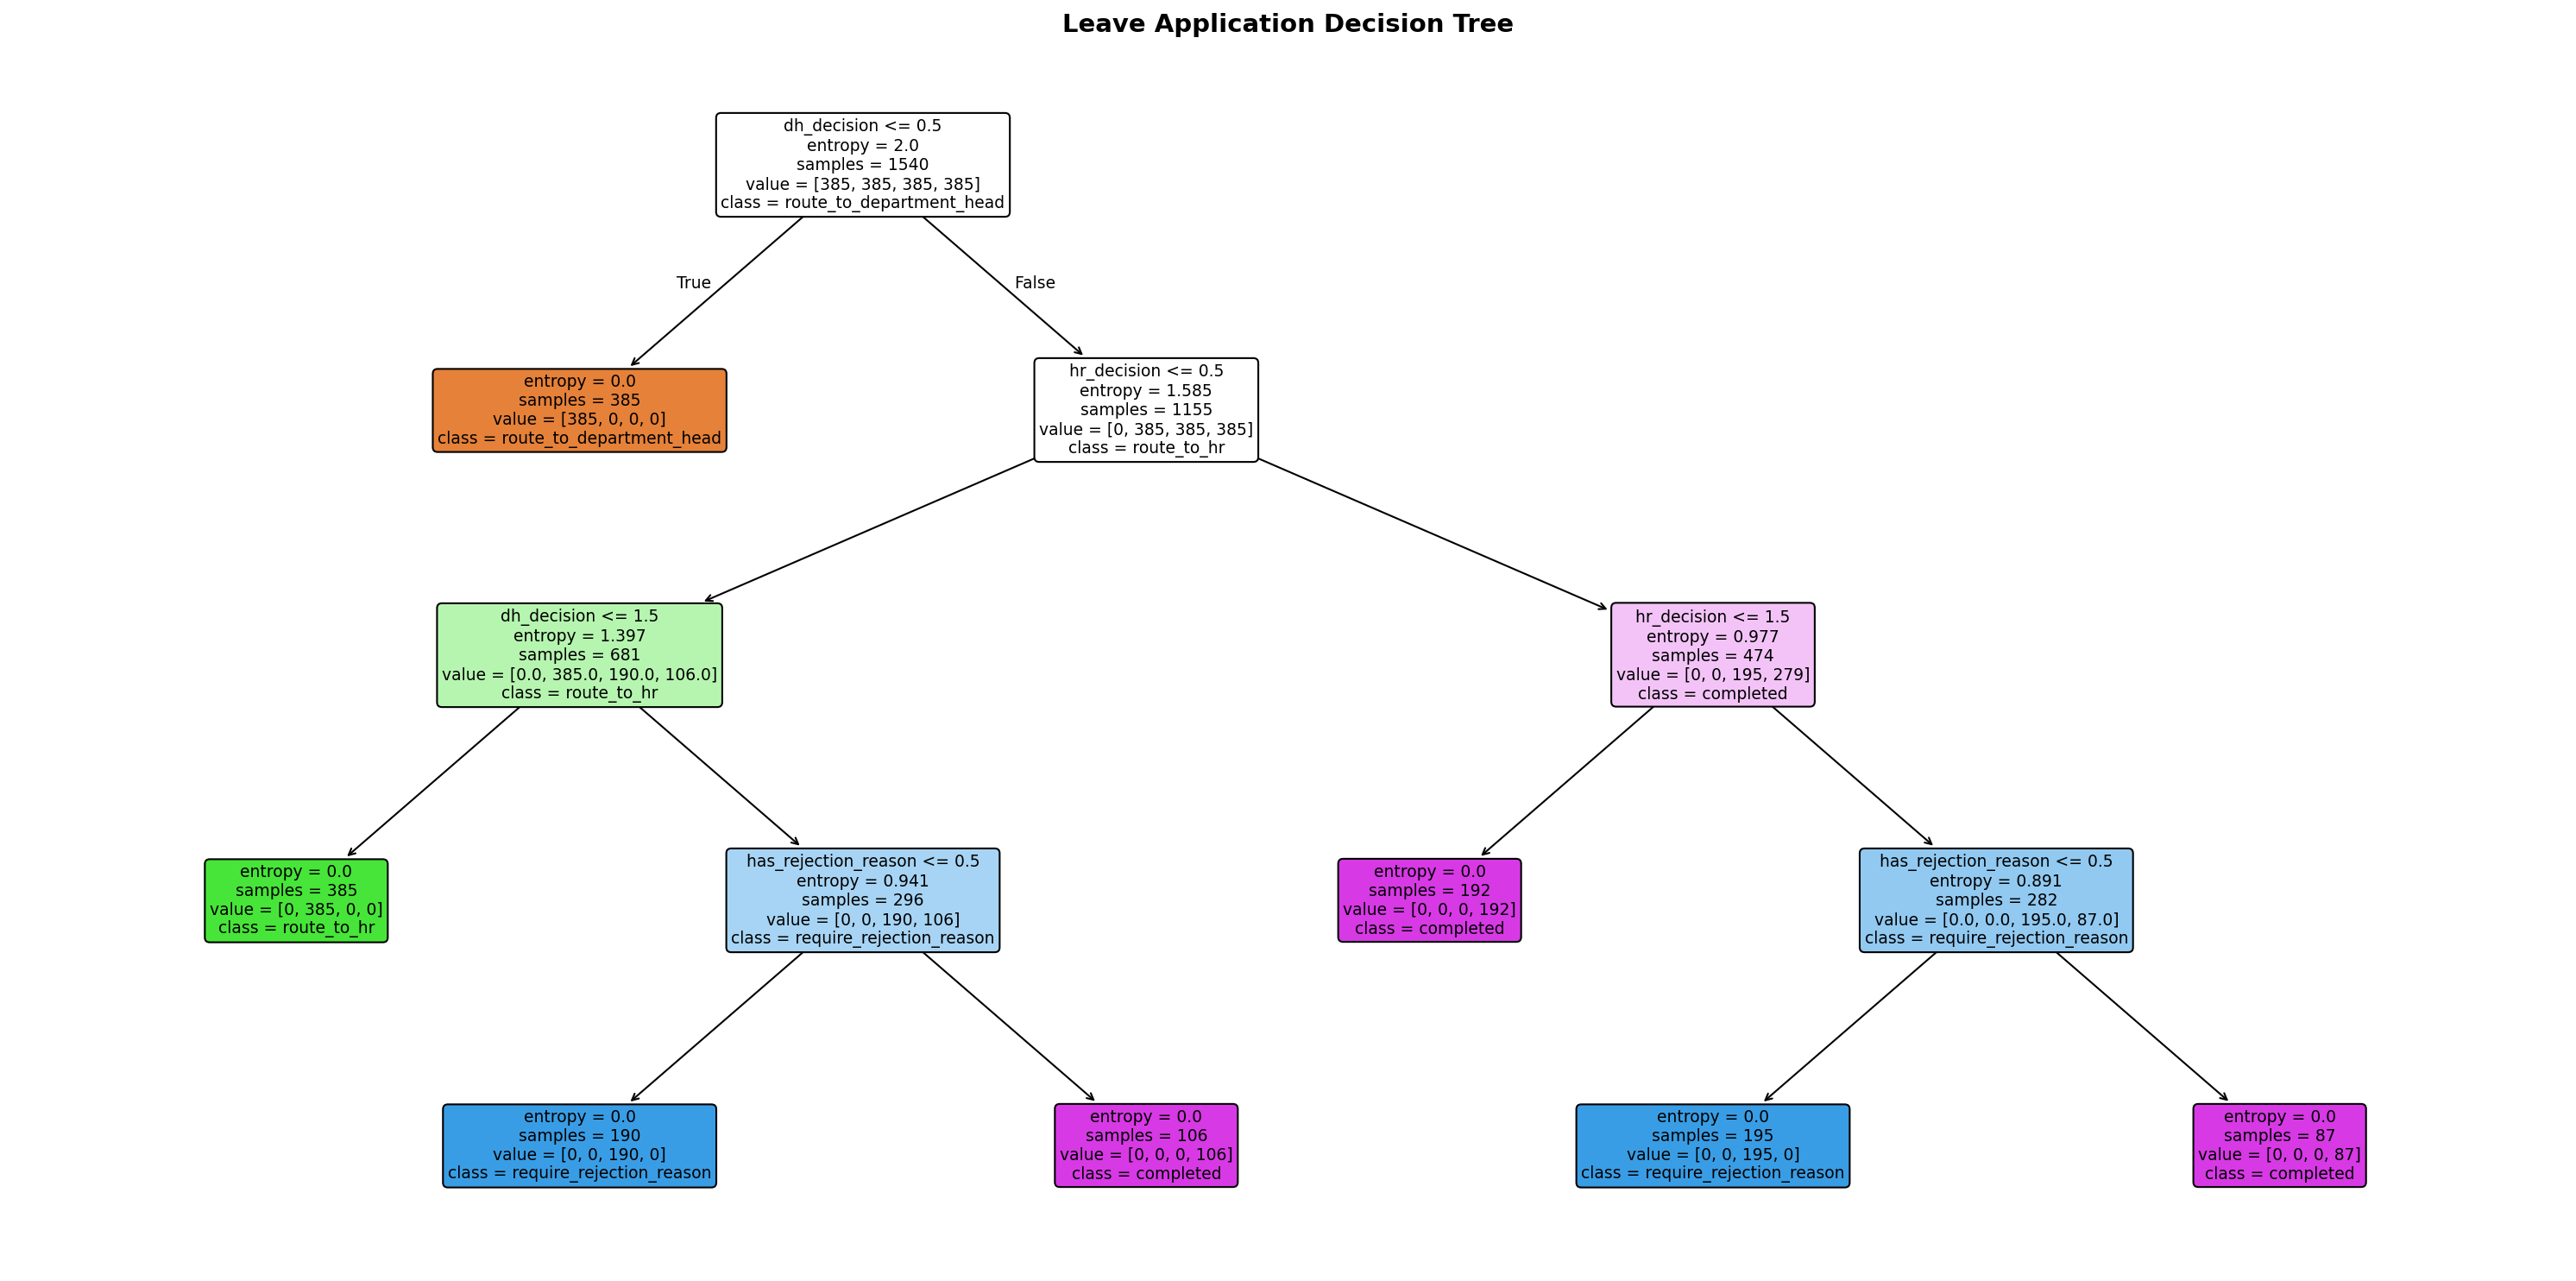 Leave Application Decision Tree
dh_decision <= 0.5
entropy = 2.0
samples = 1540
value = [385, 385, 385, 385]
class = route_to_department_head
True
False
entropy = 0.0
samples = 385
value = [385, 0, 0, 0]
class = route_to_department_head
hr_decision <= 0.5
entropy = 1.585
samples = 1155
value = [0, 385, 385, 385]
class = route_to_hr
dh_decision <= 1.5
entropy = 1.397
samples = 681
value = [0.0, 385.0, 190.0, 106.0]
class = route_to_hr
hr_decision <= 1.5
entropy = 0.977
samples = 474
value = [0, 0, 195, 279]
class = completed
entropy = 0.0
samples = 385
value = [0, 385, 0, 0]
class = route_to_hr
has_rejection_reason <= 0.5
entropy = 0.941
samples = 296
value = [0, 0, 190, 106]
class = require_rejection_reason
entropy = 0.0
samples = 192
value = [0, 0, 0, 192]
class = completed
has_rejection_reason <= 0.5
entropy = 0.891
samples = 282
value = [0.0, 0.0, 195.0, 87.0]
class = require_rejection_reason
entropy = 0.0
samples = 190
value = [0, 0, 190, 0]
class = require_rejection_reason
entropy = 0.0
samples = 106
value = [0, 0, 0, 106]
class = completed
entropy = 0.0
samples = 195
value = [0, 0, 195, 0]
class = require_rejection_reason
entropy = 0.0
samples = 87
value = [0, 0, 0, 87]
class = completed